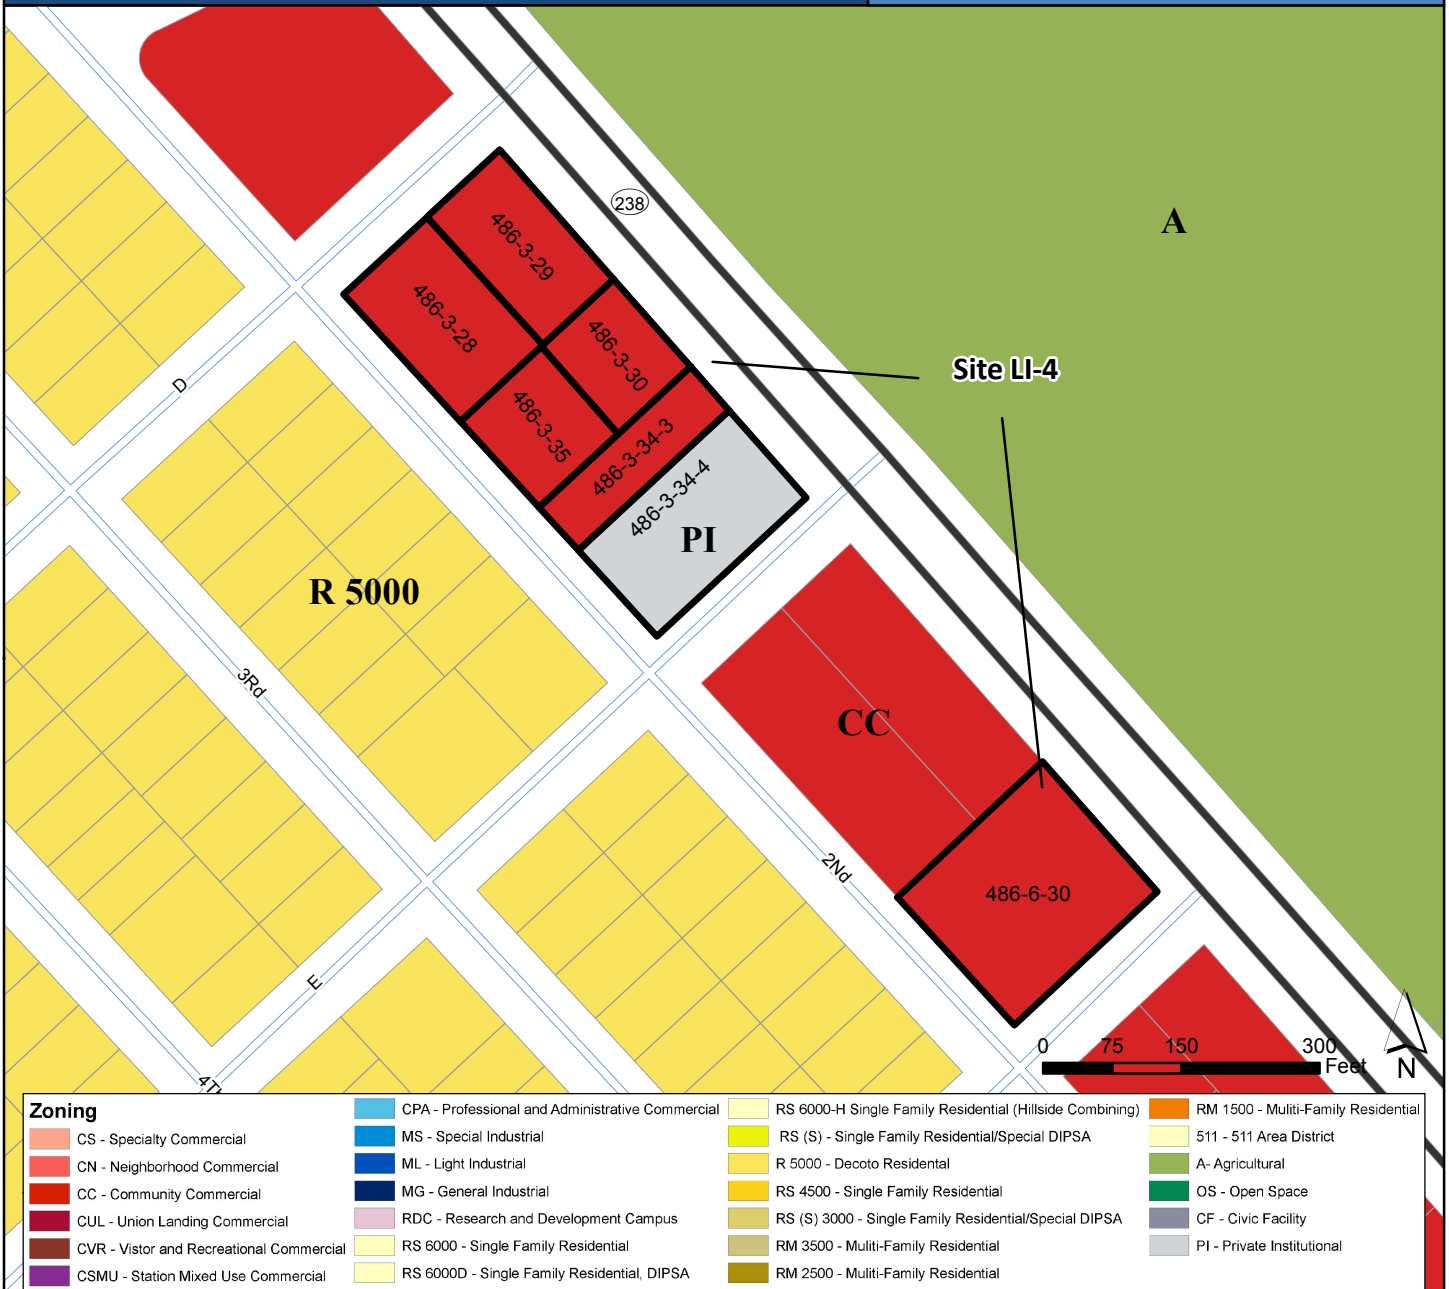 238
A
486-3-29
486-3-28
486-3-30
Site LI-4
D
486-3-35
486-3-34-3
486-3-34-4
PI
R 5000
3Rd
CC
2Nd
486-6-30
E
0 75 150 300
Feet
N
Zoning
CS - Specialty Commercial
CN - Neighborhood Commercial
CC - Community Commercial
CUL - Union Landing Commercial
CVR - Vistor and Recreational Commercial
CSMU - Station Mixed Use Commercial
CPA - Professional and Administrative Commercial
MS - Special Industrial
ML - Light Industrial
MG - General Industrial
RDC - Research and Development Campus
RS 6000 - Single Family Residential
RS 6000D - Single Family Residential, DIPSA
RS 6000-H Single Family Residential (Hillside Combining)
RS (S) - Single Family Residential/Special DIPSA
R 5000 - Decoto Residental
RS 4500 - Single Family Residential
RS (S) 3000 - Single Family Residential/Special DIPSA
RM 3500 - Muliti-Family Residential
RM 2500 - Muliti-Family Residential
RM 1500 - Muliti-Family Residential
511 - 511 Area District
A- Agricultural
OS - Open Space
CF - Civic Facility
PI - Private Institutional